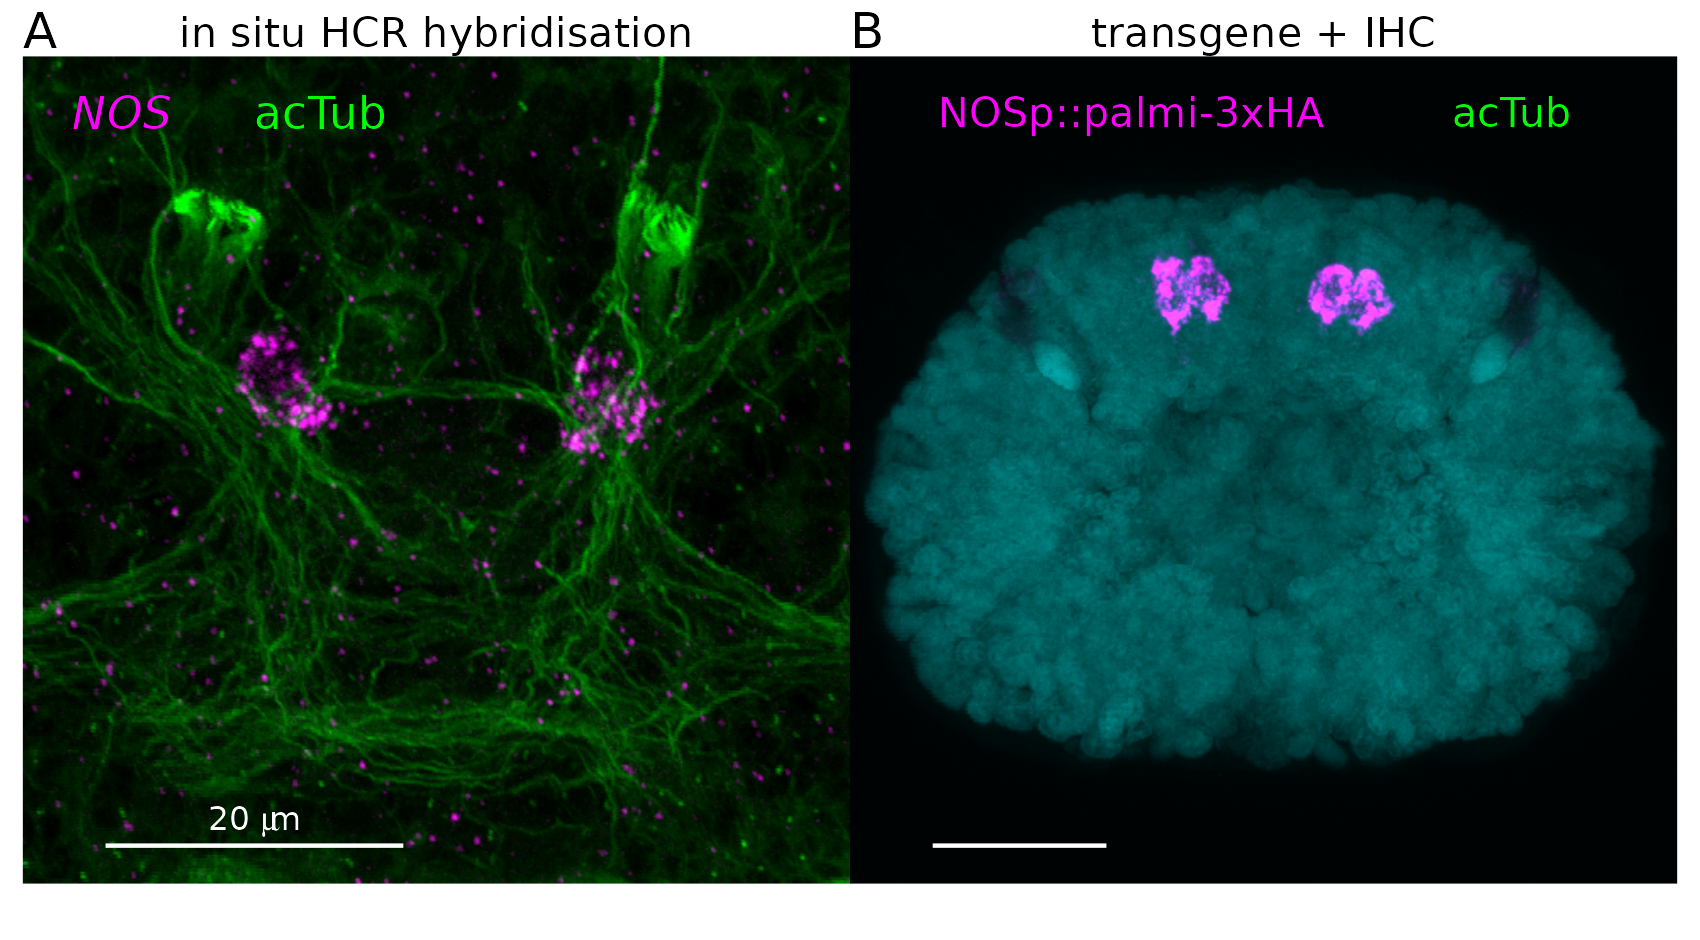 A in situ HCR hybridisation B transgene + IHC
NOS acTub NOSp::palmi-3xHA acTub
20 μm